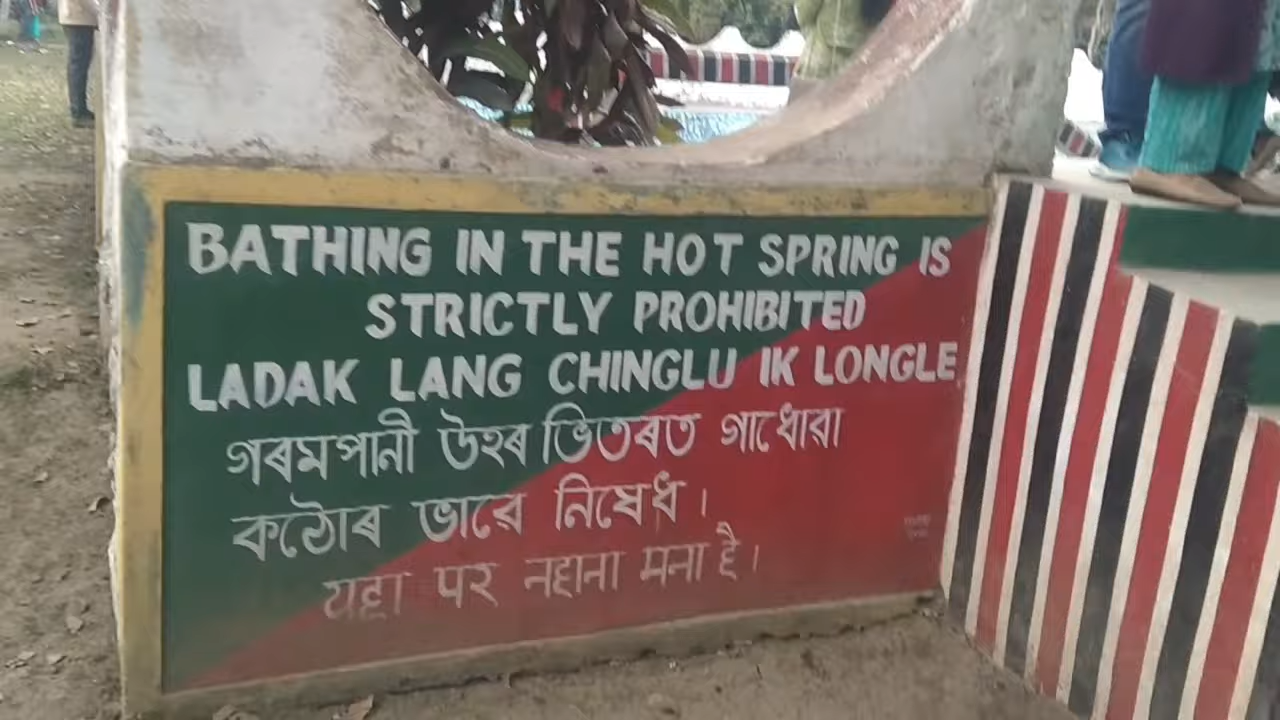 BATHING IN THE HOT SPRING IS
STRICTLY PROHIBITED
LADAK LANG CHINGLU IK LONGLE
গৰমপানী উহৰ ভিতৰত গাধোৱা
কঠোৰ ভাৱে নিষেধ।
यहा पर नहाना मना है।